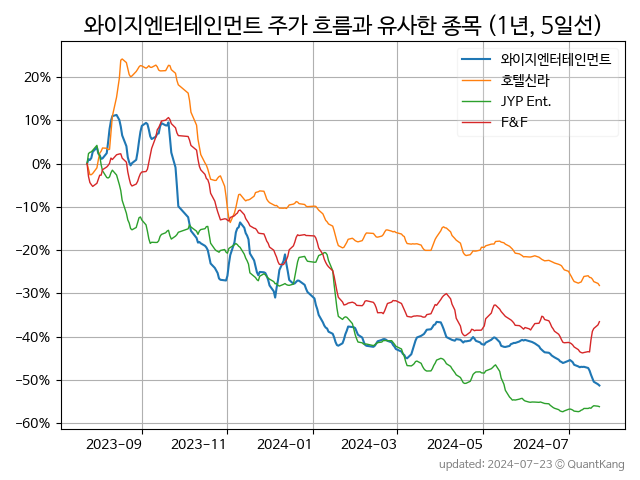 와이지엔터테인먼트 주가 흐름과 유사한 종목 (1년, 5일선)
와이지엔터테인먼트
호텔신라
JYP Ent.
F&F
20%
10%
0%
−10%
−20%
−30%
−40%
−50%
−60%
2023-09 2023-11 2024-01 2024-03 2024-05 2024-07
updated: 2024-07-23 © QuantKang